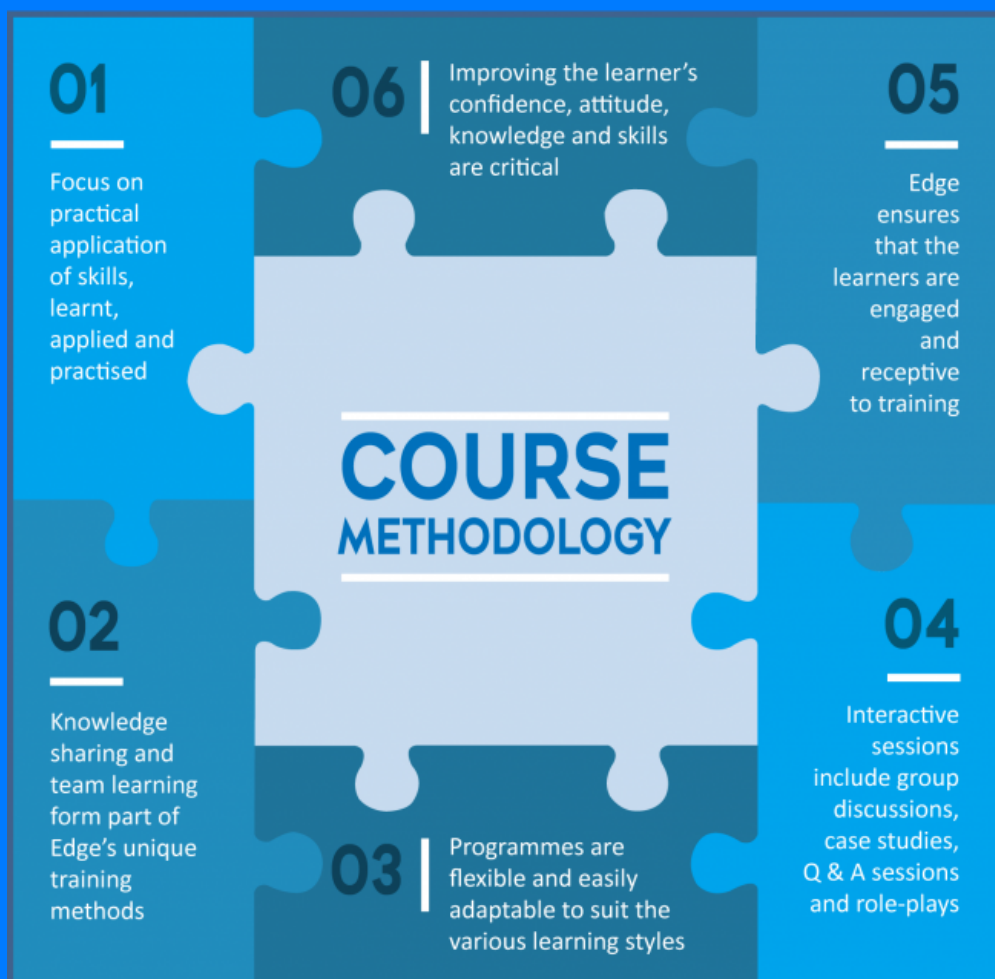 01
Focus on
practical
application
of skills,
learnt,
applied and
practised
06
Improving the learner's
confidence, attitude,
knowledge and skills
are critical
05
Edge
ensures
that the
learners are
engaged
and
receptive
to training
COURSE
METHODOLOGY
02
Knowledge
sharing and
team learning
form part of
Edge's unique
training
methods
03
Programmes are
flexible and easily
adaptable to suit the
various learning styles
04
Interactive
sessions
include group
discussions,
case studies,
Q & A sessions
and role-plays